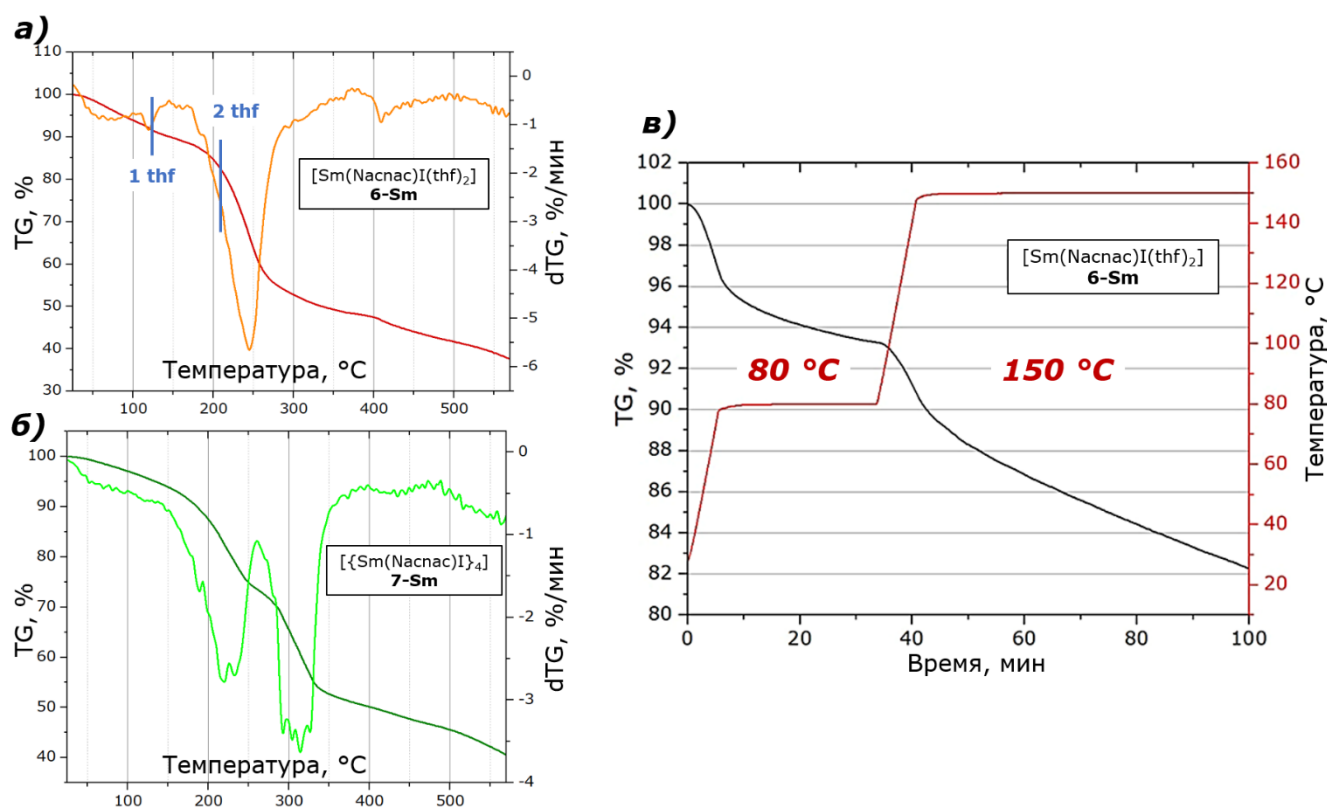 а)
110
100
90
80
70
60
50
40
30
TG, %
0
-1
-2
-3
-4
-5
-6
dTG, %/мин
1 thf
2 thf
[Sm(Nacnac)I(thf)₂]
6-Sm
Температура, °C
100
200
300
400
500
б)
100
90
80
70
60
50
40
TG, %
0
-1
-2
-3
-4
dTG, %/мин
[{Sm(Nacnac)I}₄]
7-Sm
Температура, °C
100
200
300
400
500
в)
102
100
98
96
94
92
90
88
86
84
82
80
TG, %
160
140
120
100
80
60
40
20
Температура, °C
[Sm(Nacnac)I(thf)₂]
6-Sm
80 °C
150 °C
0
20
40
60
80
100
Время, мин